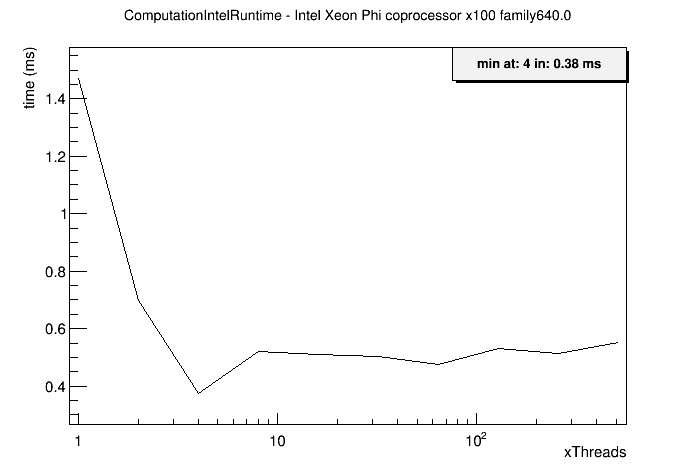 ComputationIntelRuntime - Intel Xeon Phi coprocessor x100 family640.0
time (ms)
min at: 4 in: 0.38 ms
1.4
1.2
1
0.8
0.6
0.4
1 10 10²
xThreads